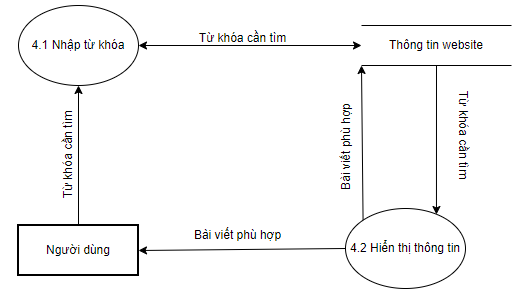 4.1 Nhập từ khóa
Từ khóa cần tìm
Thông tin website
Từ khóa cần tìm
Bài viết phù hợp
Từ khóa cần tìm
Người dùng
Bài viết phù hợp
4.2 Hiển thị thông tin